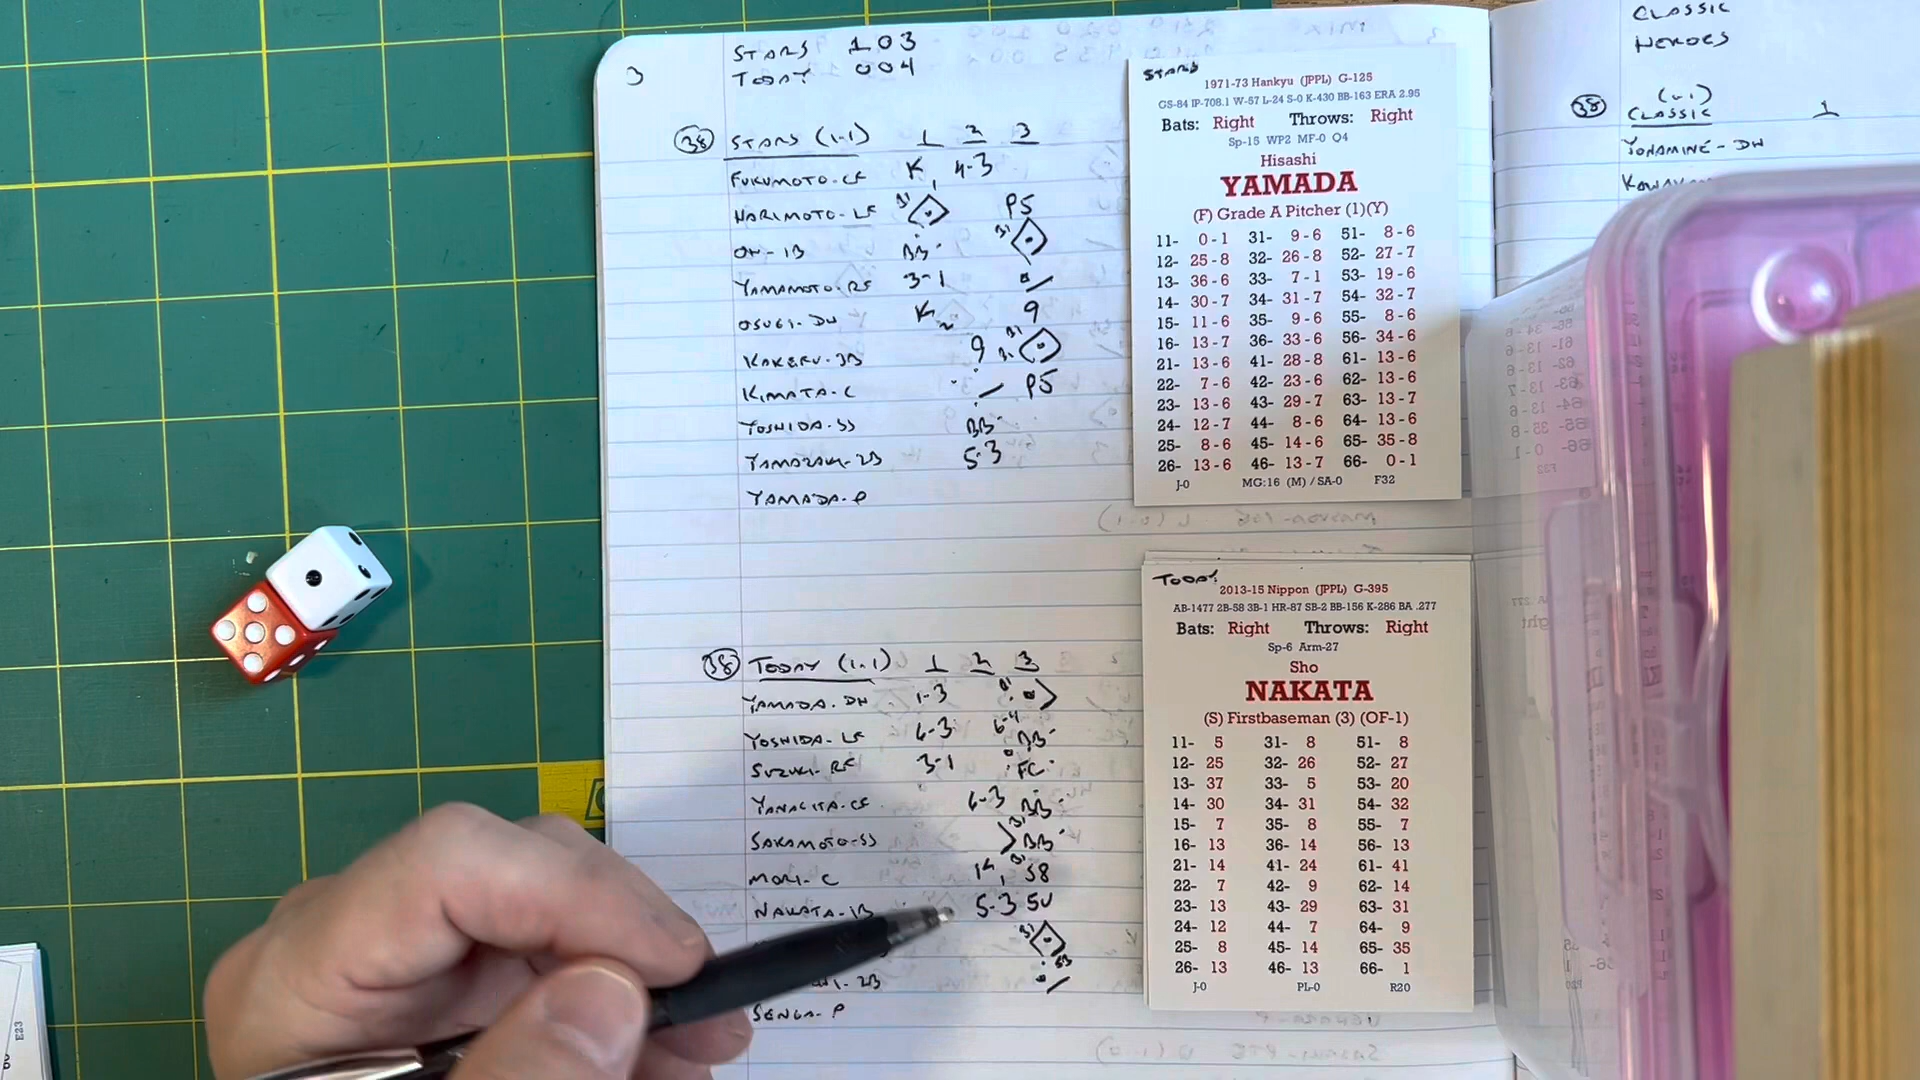 STARS 103
TODAY 004
3
38 STARS (1-1) 1 2 3
FUKUMOTO-CF K 4-3
HARIMOTO-LF P5
OH-1B BB
YAMAMOTO-RF 3-1
OSUGI-DH K 9
KAKEFU-3B 9
KIMATA-C P5
YOSHIDA-SS BB
YAMAZAKI-2B 5-3
YAMADA-P
38 TODAY (1-1) 1 2 3
YAMADA-DH 1-3
YOSHIDA-LF 6-3 BB
SUZUKI-RF 3-1 FC
YANAGITA-CF 6-3 BB
SAKAMOTO-SS BB
MORI-C K 58
NAKATA-1B 5-3
2B
SENGA-P
STARS
1971-73 Hankyu (JPPL) G-125
GS-84 IP-708.1 W-57 L-24 S-0 K-430 BB-163 ERA 2.95
Bats: Right Throws: Right
Sp-15 WP2 MF-0 Q4
Hisashi
YAMADA
(F) Grade A Pitcher (1)(Y)
11- 0-1 31- 9-6 51- 8-6
12- 25-8 32- 26-8 52- 27-7
13- 36-6 33- 7-1 53- 19-6
14- 30-7 34- 31-7 54- 32-7
15- 11-6 35- 9-6 55- 8-6
16- 13-7 36- 33-6 56- 34-6
21- 13-6 41- 28-8 61- 13-6
22- 7-6 42- 23-6 62- 13-6
23- 13-6 43- 29-7 63- 13-7
24- 12-7 44- 8-6 64- 13-6
25- 8-6 45- 14-6 65- 35-8
26- 13-6 46- 13-7 66- 0-1
J-0 MG:16 (M) / SA-0 F32
TODAY
2013-15 Nippon (JPPL) G-395
AB-1477 2B-58 3B-1 HR-87 SB-2 BB-156 K-286 BA .277
Bats: Right Throws: Right
Sp-6 Arm-27
Sho
NAKATA
(S) Firstbaseman (3) (OF-1)
11- 5 31- 8 51- 8
12- 25 32- 26 52- 27
13- 37 33- 5 53- 20
14- 30 34- 31 54- 32
15- 7 35- 8 55- 7
16- 13 36- 14 56- 13
21- 14 41- 24 61- 41
22- 7 42- 9 62- 14
23- 13 43- 29 63- 31
24- 12 44- 7 64- 9
25- 8 45- 14 65- 35
26- 13 46- 13 66- 1
J-0 PL-0 R20
CLASSIC
HEROES
38 CLASSIC 1
YONAMINE-DH
E23